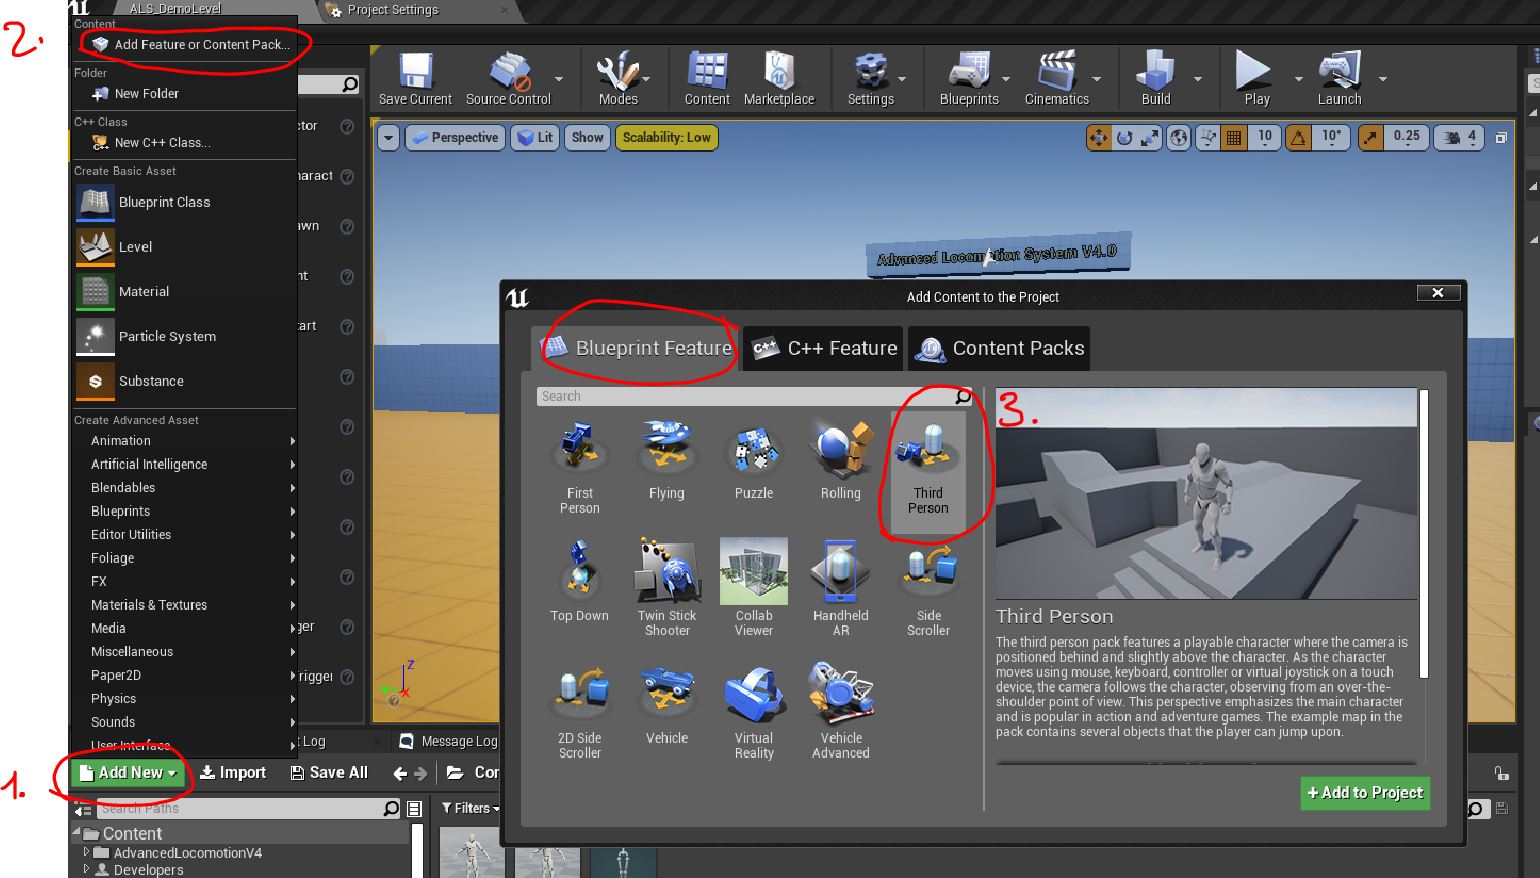 ALS_DemoLevel
Project Settings
Content
2.
Add Feature or Content Pack...
Folder
New Folder
C++ Class
New C++ Class...
Create Basic Asset
Blueprint Class
Level
Material
Particle System
Substance
Create Advanced Asset
Animation
Artificial Intelligence
Blendables
Blueprints
Editor Utilities
Foliage
FX
Materials & Textures
Media
Miscellaneous
Paper2D
Physics
Sounds
User Interface
Save Current
Source Control
Modes
Content
Marketplace
Settings
Blueprints
Cinematics
Build
Play
Launch
Perspective
Lit
Show
Scalability: Low
10
10°
0.25
4
Advanced Locomotion System V4.0
Add Content to the Project
Blueprint Feature
C++ Feature
Content Packs
Search
3.
First
Person
Flying
Puzzle
Rolling
Third
Person
Top Down
Twin Stick
Shooter
Collab
Viewer
Handheld
AR
Side
Scroller
2D Side
Scroller
Vehicle
Virtual
Reality
Vehicle
Advanced
Third Person
The third person pack features a playable character where the camera is
positioned behind and slightly above the character. As the character
moves using mouse, keyboard, controller or virtual joystick on a touch
device, the camera follows the character, observing from an over-the-
shoulder point of view. This perspective emphasizes the main character
and is popular in action and adventure games. The example map in the
pack contains several objects that the player can jump upon.
+ Add to Project
Z
X
Log
Message Log
1.
Add New
Import
Save All
Search Paths
Filters
Content
AdvancedLocomotionV4
Developers